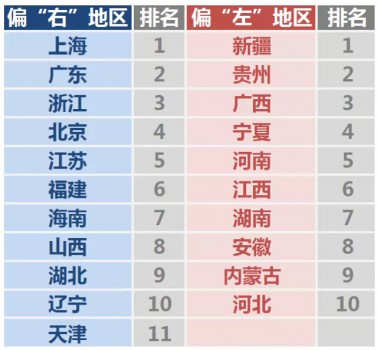 偏“右”地区 排名 偏“左”地区 排名
上海 1 新疆 1
广东 2 贵州 2
浙江 3 广西 3
北京 4 宁夏 4
江苏 5 河南 5
福建 6 江西 6
海南 7 湖南 7
山西 8 安徽 8
湖北 9 内蒙古 9
辽宁 10 河北 10
天津 11